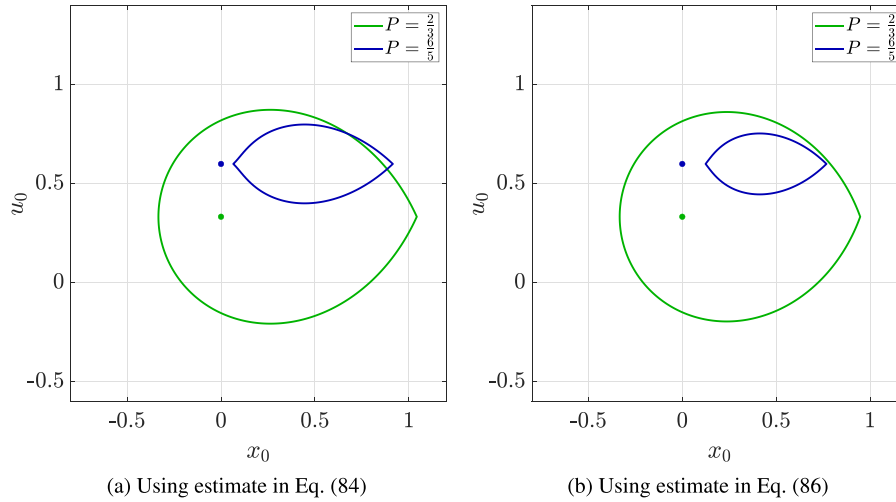 P = 2/3
P = 6/5
1
0.5
0
-0.5
u_0
-0.5
0
0.5
1
x_0
(a) Using estimate in Eq. (84)
P = 2/3
P = 6/5
1
0.5
0
-0.5
u_0
-0.5
0
0.5
1
x_0
(b) Using estimate in Eq. (86)